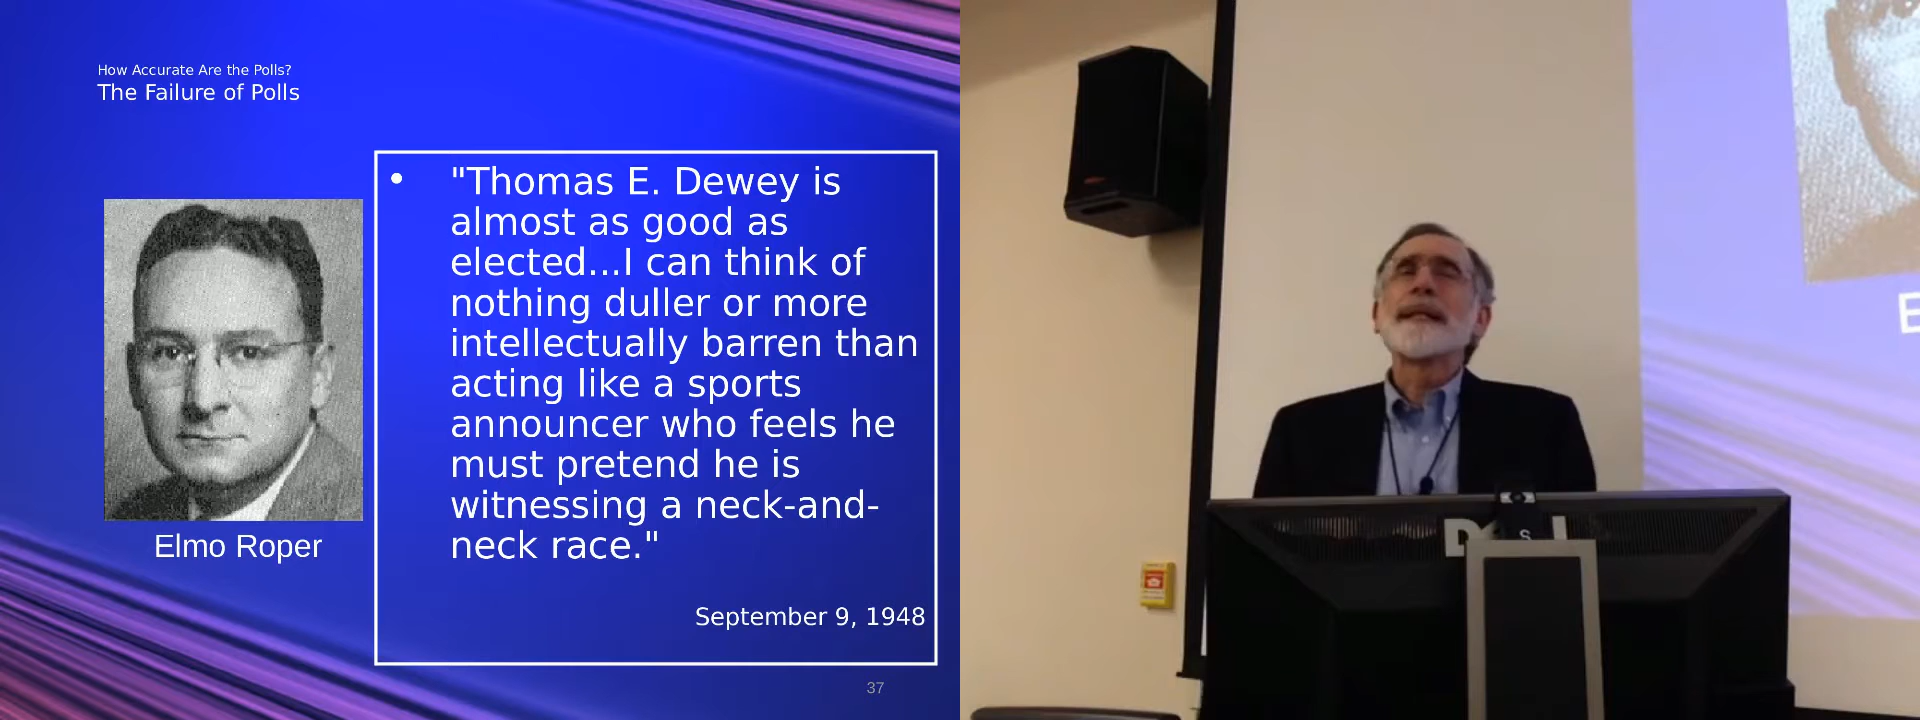 How Accurate Are the Polls?
The Failure of Polls
• "Thomas E. Dewey is
almost as good as
elected...I can think of
nothing duller or more
intellectually barren than
acting like a sports
announcer who feels he
must pretend he is
witnessing a neck-and-
neck race."
September 9, 1948
Elmo Roper
37
E
S